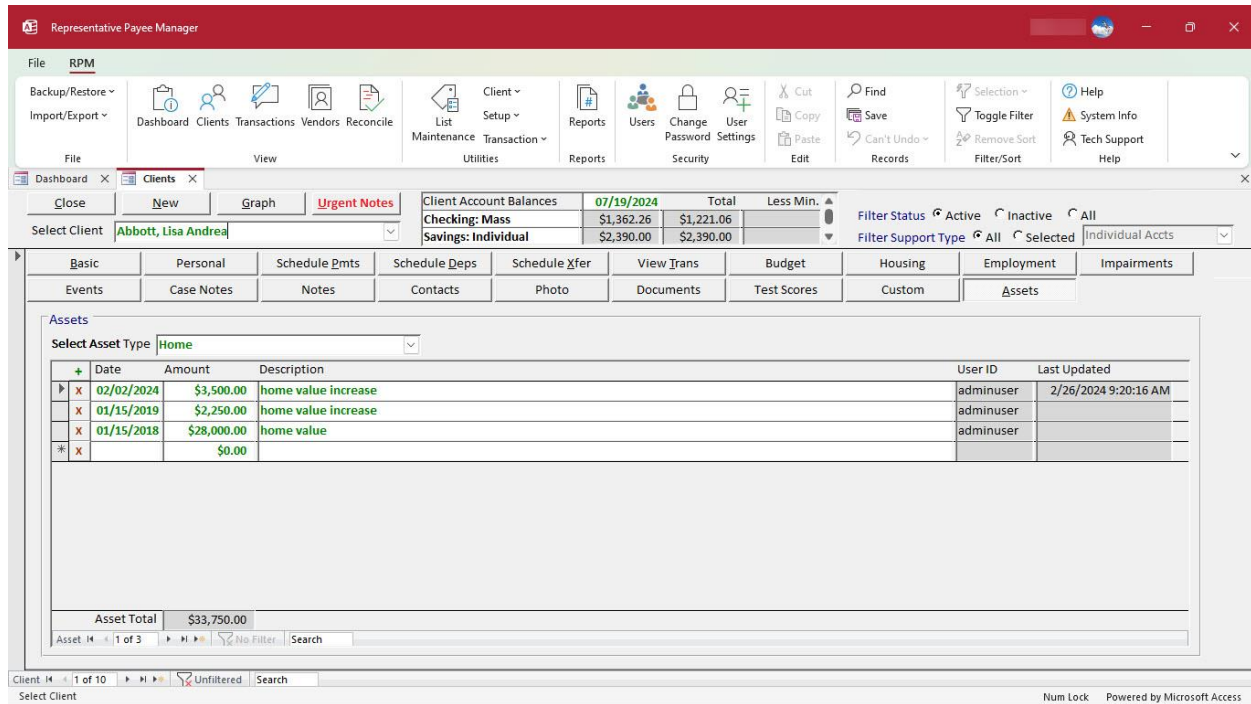 Representative Payee Manager
File RPM
Backup/Restore
Import/Export
Dashboard Clients Transactions Vendors Reconcile
List Maintenance
Client
Setup
Transaction
Reports
Users Change Password User Settings
Cut
Copy
Paste
Find
Save
Can't Undo
Selection
Toggle Filter
Remove Sort
Help
System Info
Tech Support
File View Utilities Reports Security Edit Records Filter/Sort Help
Dashboard X Clients X
Close New Graph Urgent Notes
Select Client Abbott, Lisa Andrea
Client Account Balances 07/19/2024 Total Less Min.
Checking: Mass $1,362.26 $1,221.06
Savings: Individual $2,390.00 $2,390.00
Filter Status Active Inactive All
Filter Support Type All Selected Individual Accts
Basic Personal Schedule Pmts Schedule Deps Schedule Xfer View Trans Budget Housing Employment Impairments
Events Case Notes Notes Contacts Photo Documents Test Scores Custom Assets
Assets
Select Asset Type Home
+ Date Amount Description User ID Last Updated
x 02/02/2024 $3,500.00 home value increase adminuser 2/26/2024 9:20:16 AM
x 01/15/2019 $2,250.00 home value increase adminuser
x 01/15/2018 $28,000.00 home value adminuser
* x $0.00
Asset Total $33,750.00
Asset 1 of 3 No Filter Search
Client 1 of 10 Unfiltered Search
Select Client Num Lock Powered by Microsoft Access